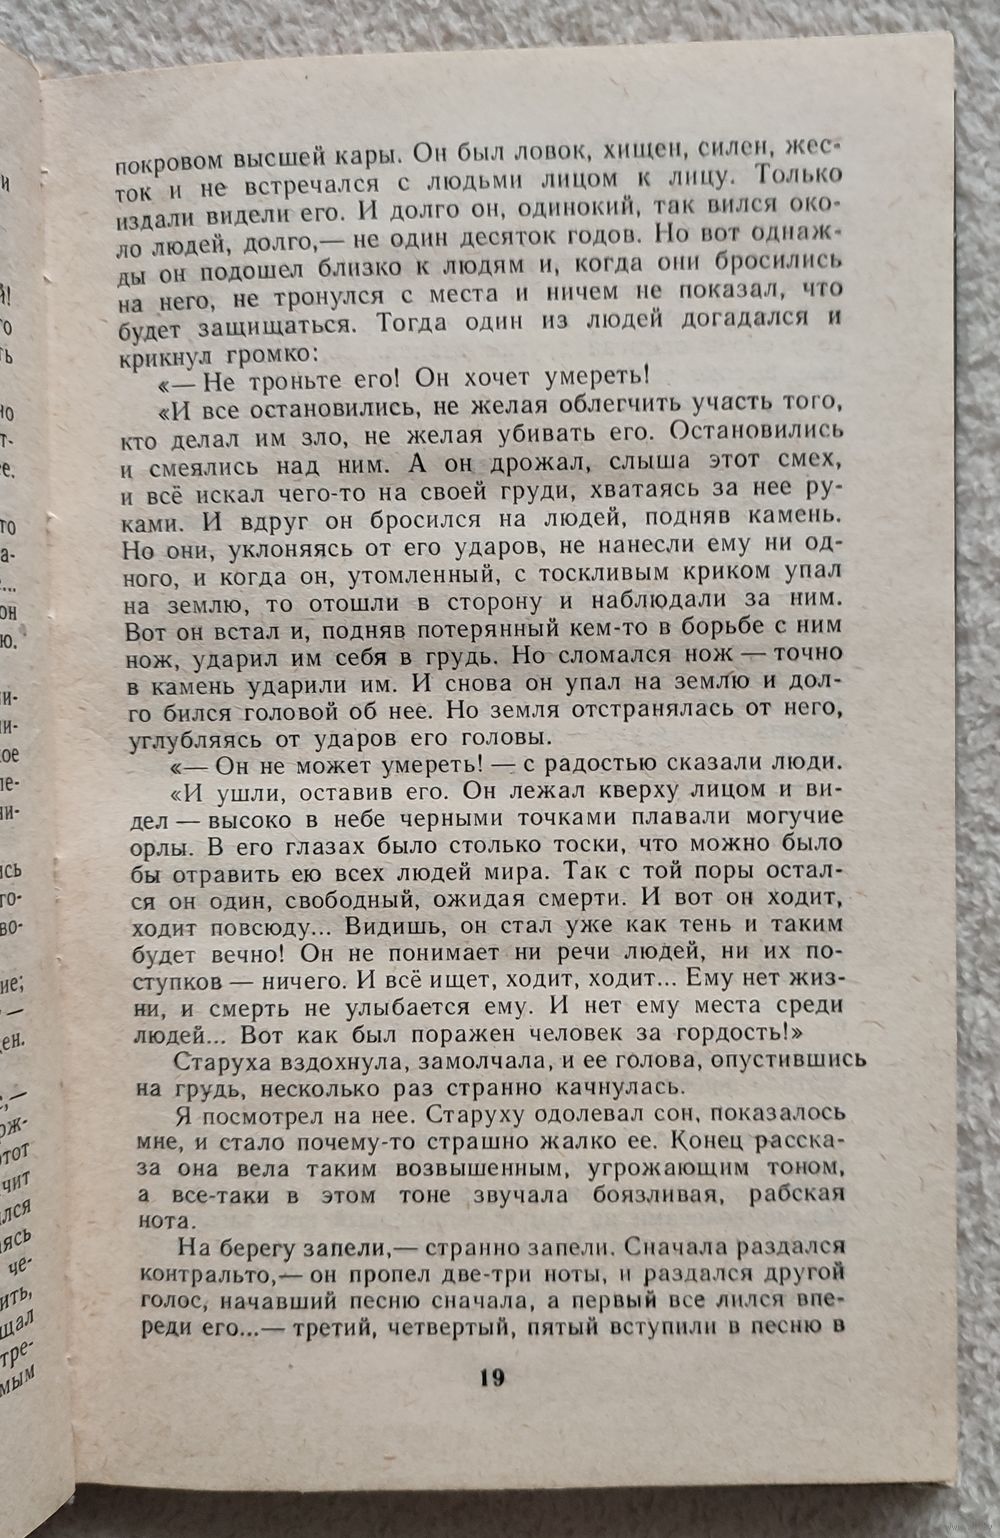 покровом высшей кары. Он был ловок, хищен, силен, жес-
ток и не встречался с людьми лицом к лицу. Только
издали видели его. И долго он, одинокий, так вился око-
ло людей, долго,— не один десяток годов. Но вот однаж-
ды он подошел близко к людям и, когда они бросились
на него, не тронулся с места и ничем не показал, что
будет защищаться. Тогда один из людей догадался и
крикнул громко:
«— Не троньте его! Он хочет умереть!
«И все остановились, не желая облегчить участь того,
кто делал им зло, не желая убивать его. Остановились
и смеялись над ним. А он дрожал, слыша этот смех,
и всё искал чего-то на своей груди, хватаясь за нее ру-
ками. И вдруг он бросился на людей, подняв камень.
Но они, уклоняясь от его ударов, не нанесли ему ни од-
ного, и когда он, утомленный, с тоскливым криком упал
на землю, то отошли в сторону и наблюдали за ним.
Вот он встал и, подняв потерянный кем-то в борьбе с ним
нож, ударил им себя в грудь. Но сломался нож — точно
в камень ударили им. И снова он упал на землю и дол-
го бился головой об нее. Но земля отстранялась от него,
углубляясь от ударов его головы.
«— Он не может умереть! — с радостью сказали люди.
«И ушли, оставив его. Он лежал кверху лицом и ви-
дел — высоко в небе черными точками плавали могучие
орлы. В его глазах было столько тоски, что можно было
бы отравить ею всех людей мира. Так с той поры остал-
ся он один, свободный, ожидая смерти. И вот он ходит,
ходит повсюду... Видишь, он стал уже как тень и таким
будет вечно! Он не понимает ни речи людей, ни их по-
ступков — ничего. И всё ищет, ходит, ходит... Ему нет жиз-
ни, и смерть не улыбается ему. И нет ему места среди
людей... Вот как был поражен человек за гордость!»
Старуха вздохнула, замолчала, и ее голова, опустившись
на грудь, несколько раз странно качнулась.
Я посмотрел на нее. Старуху одолевал сон, показалось
мне, и стало почему-то страшно жалко ее. Конец расска-
за она вела таким возвышенным, угрожающим тоном,
а все-таки в этом тоне звучала боязливая, рабская
нота.
На берегу запели,— странно запели. Сначала раздался
контральто,— он пропел две-три ноты, и раздался другой
голос, начавший песню сначала, а первый все лился впе-
реди его...— третий, четвертый, пятый вступили в песню в
19